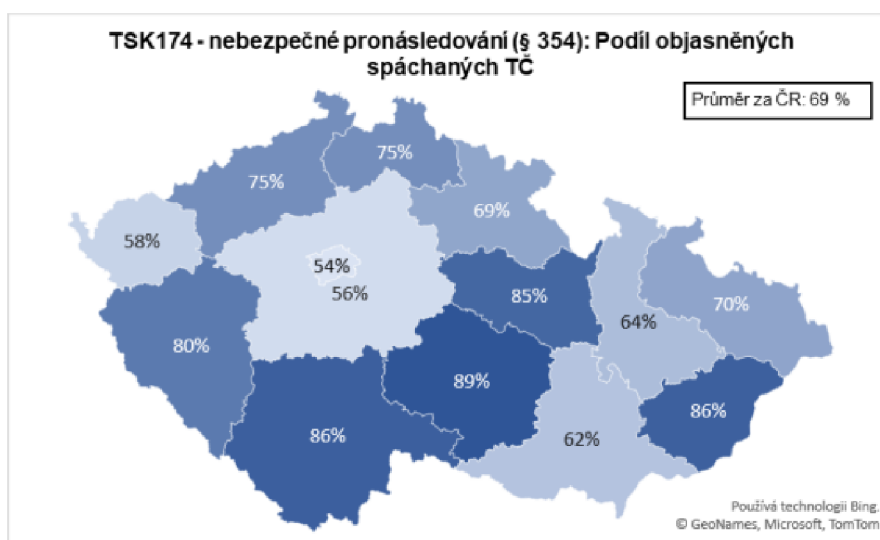 TSK174 - nebezpečné pronásledování (§ 354): Podíl objasněných
spáchaných TČ
Průměr za ČR: 69 %
75%
75%
69%
58%
54%
56%
85%
70%
64%
80%
89%
86%
86%
62%
Používá technologii Bing.
© GeoNames, Microsoft, TomTom